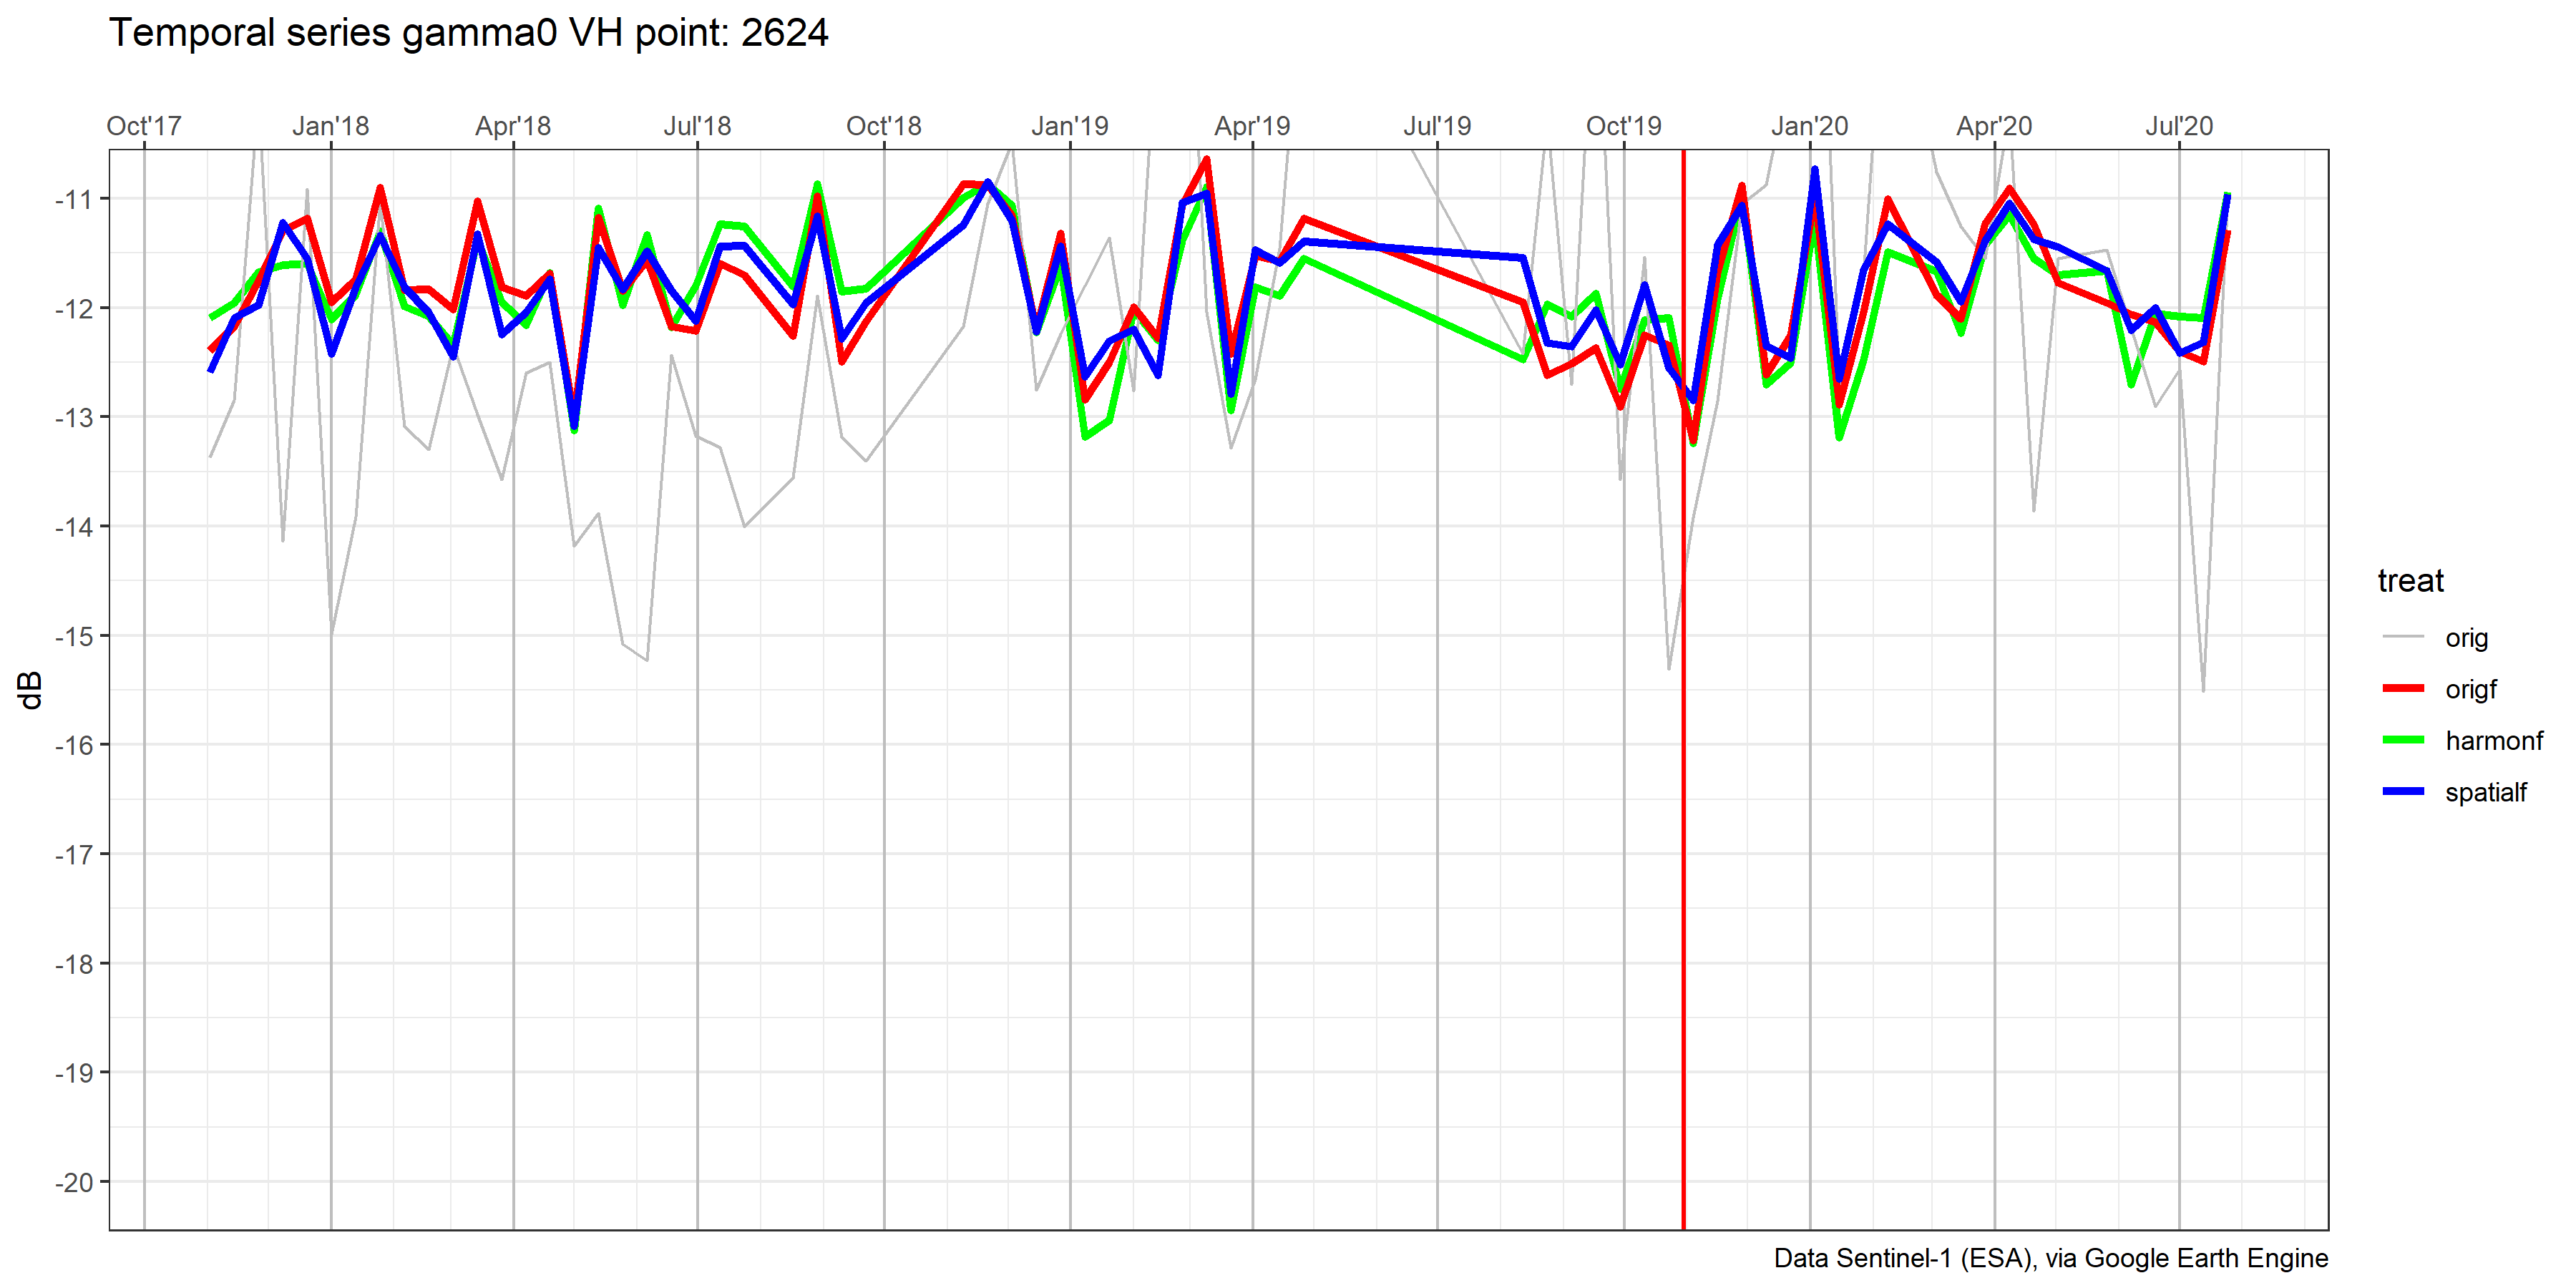 Temporal series gamma0 VH point: 2624
Oct'17 Jan'18 Apr'18 Jul'18 Oct'18 Jan'19 Apr'19 Jul'19 Oct'19 Jan'20 Apr'20 Jul'20
-11
-12
-13
-14
-15
-16
-17
-18
-19
-20
dB
treat
orig
origf
harmonf
spatialf
Data Sentinel-1 (ESA), via Google Earth Engine